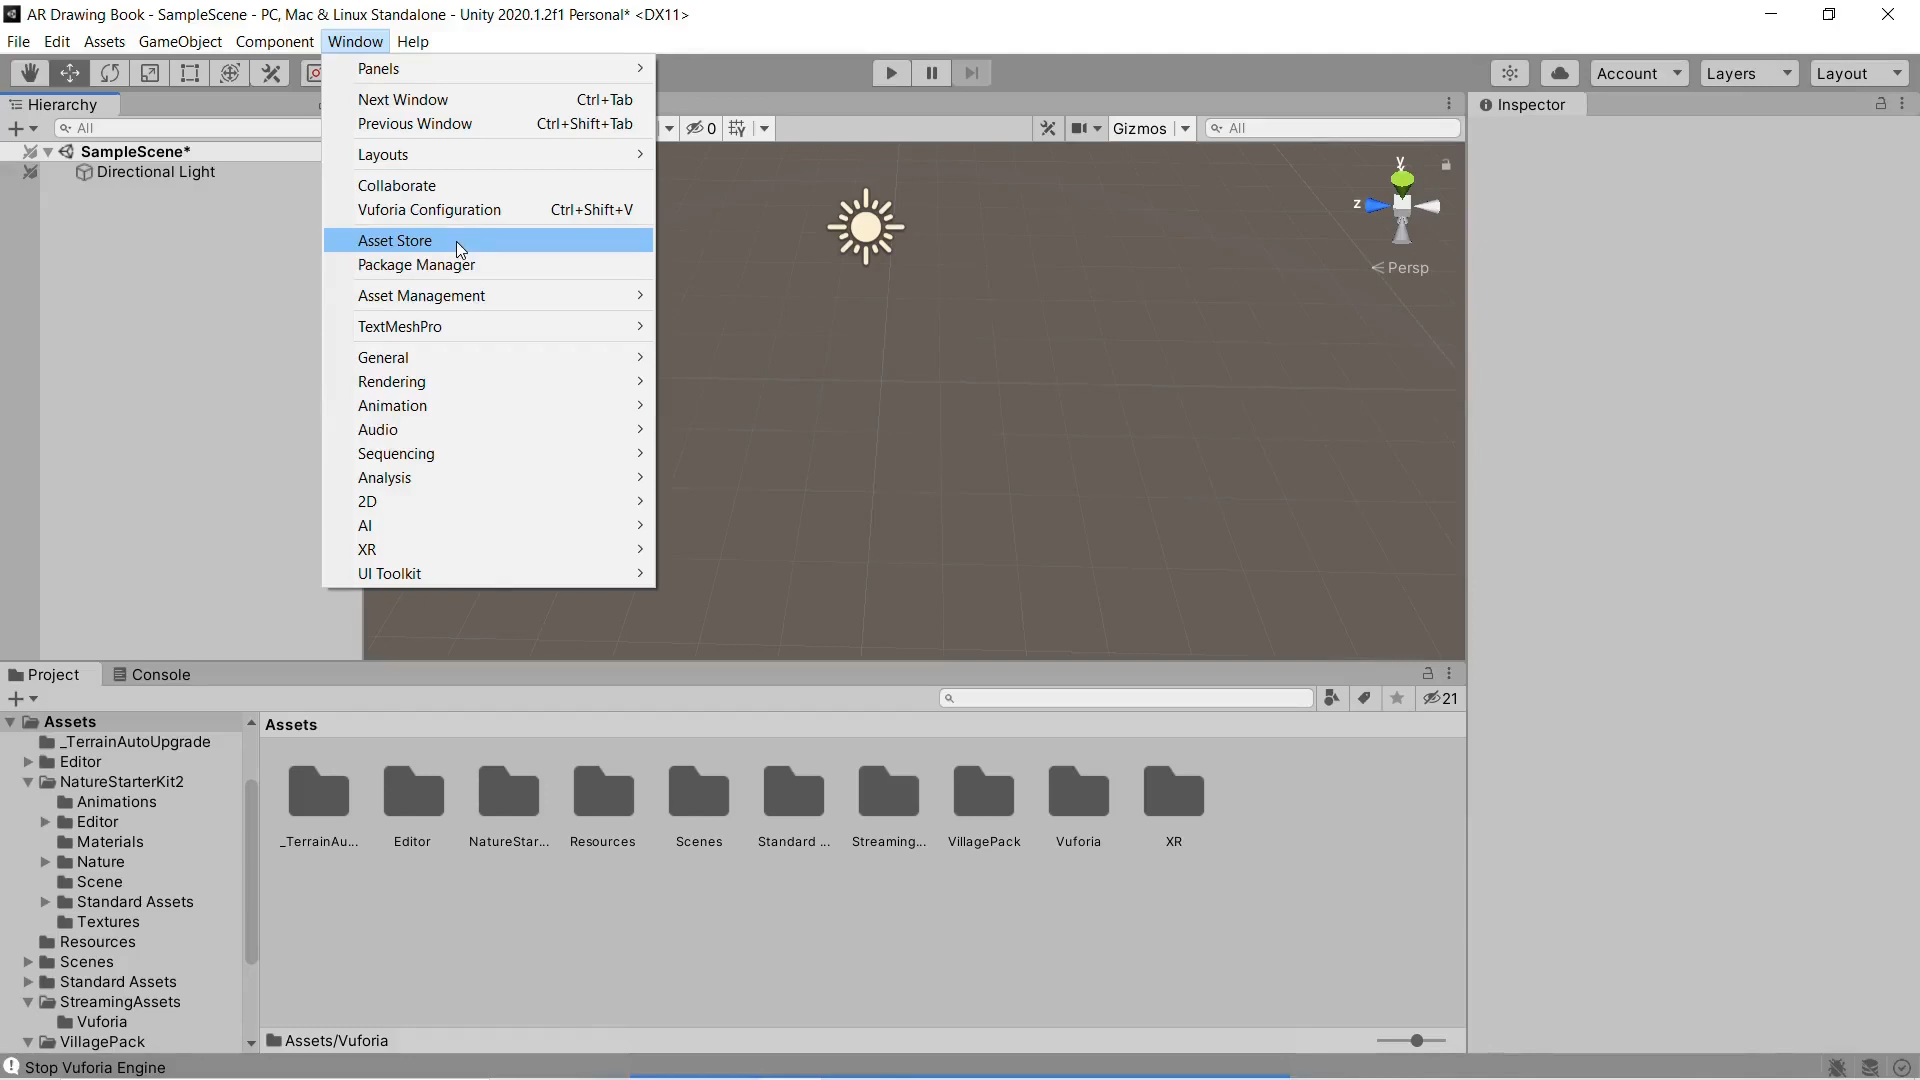 AR Drawing Book - SampleScene - PC, Mac & Linux Standalone - Unity 2020.1.2f1 Personal* <DX11>
File Edit Assets GameObject Component Window Help
Account Layers Layout
Hierarchy
All
SampleScene*
Directional Light
Panels
Next Window Ctrl+Tab
Previous Window Ctrl+Shift+Tab
Layouts
Collaborate
Vuforia Configuration Ctrl+Shift+V
Asset Store
Package Manager
Asset Management
TextMeshPro
General
Rendering
Animation
Audio
Sequencing
Analysis
2D
AI
XR
UI Toolkit
0 Gizmos All
y
z
Persp
Inspector
Project Console
21
Assets
_TerrainAutoUpgrade
Editor
NatureStarterKit2
Animations
Editor
Materials
Nature
Scene
Standard Assets
Textures
Resources
Scenes
Standard Assets
StreamingAssets
Vuforia
VillagePack
Assets
_TerrainAu... Editor NatureStar... Resources Scenes Standard ... Streaming... VillagePack Vuforia XR
Assets/Vuforia
Stop Vuforia Engine